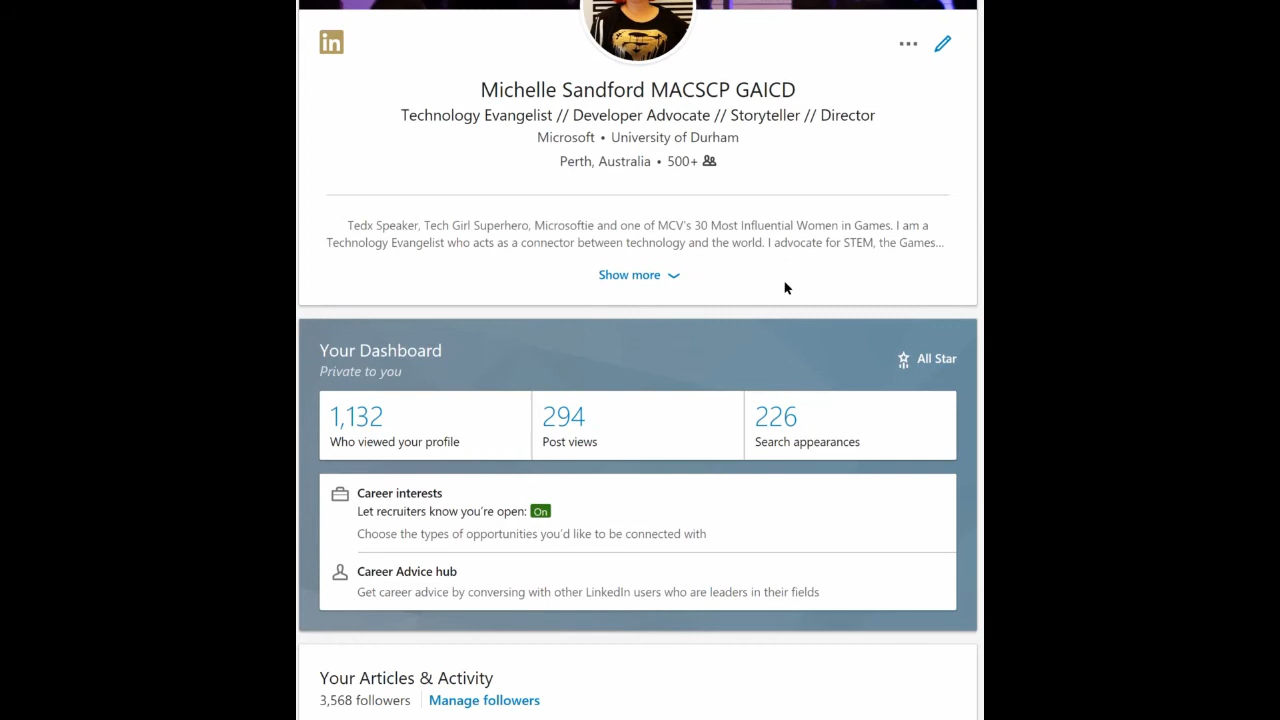 in
Michelle Sandford MACSCP GAICD
Technology Evangelist // Developer Advocate // Storyteller // Director
Microsoft • University of Durham
Perth, Australia • 500+
Tedx Speaker, Tech Girl Superhero, Microsoftie and one of MCV's 30 Most Influential Women in Games. I am a
Technology Evangelist who acts as a connector between technology and the world. I advocate for STEM, the Games...
Show more
Your Dashboard
Private to you
All Star
1,132
Who viewed your profile
294
Post views
226
Search appearances
Career interests
Let recruiters know you're open: On
Choose the types of opportunities you'd like to be connected with
Career Advice hub
Get career advice by conversing with other LinkedIn users who are leaders in their fields
Your Articles & Activity
3,568 followers
Manage followers